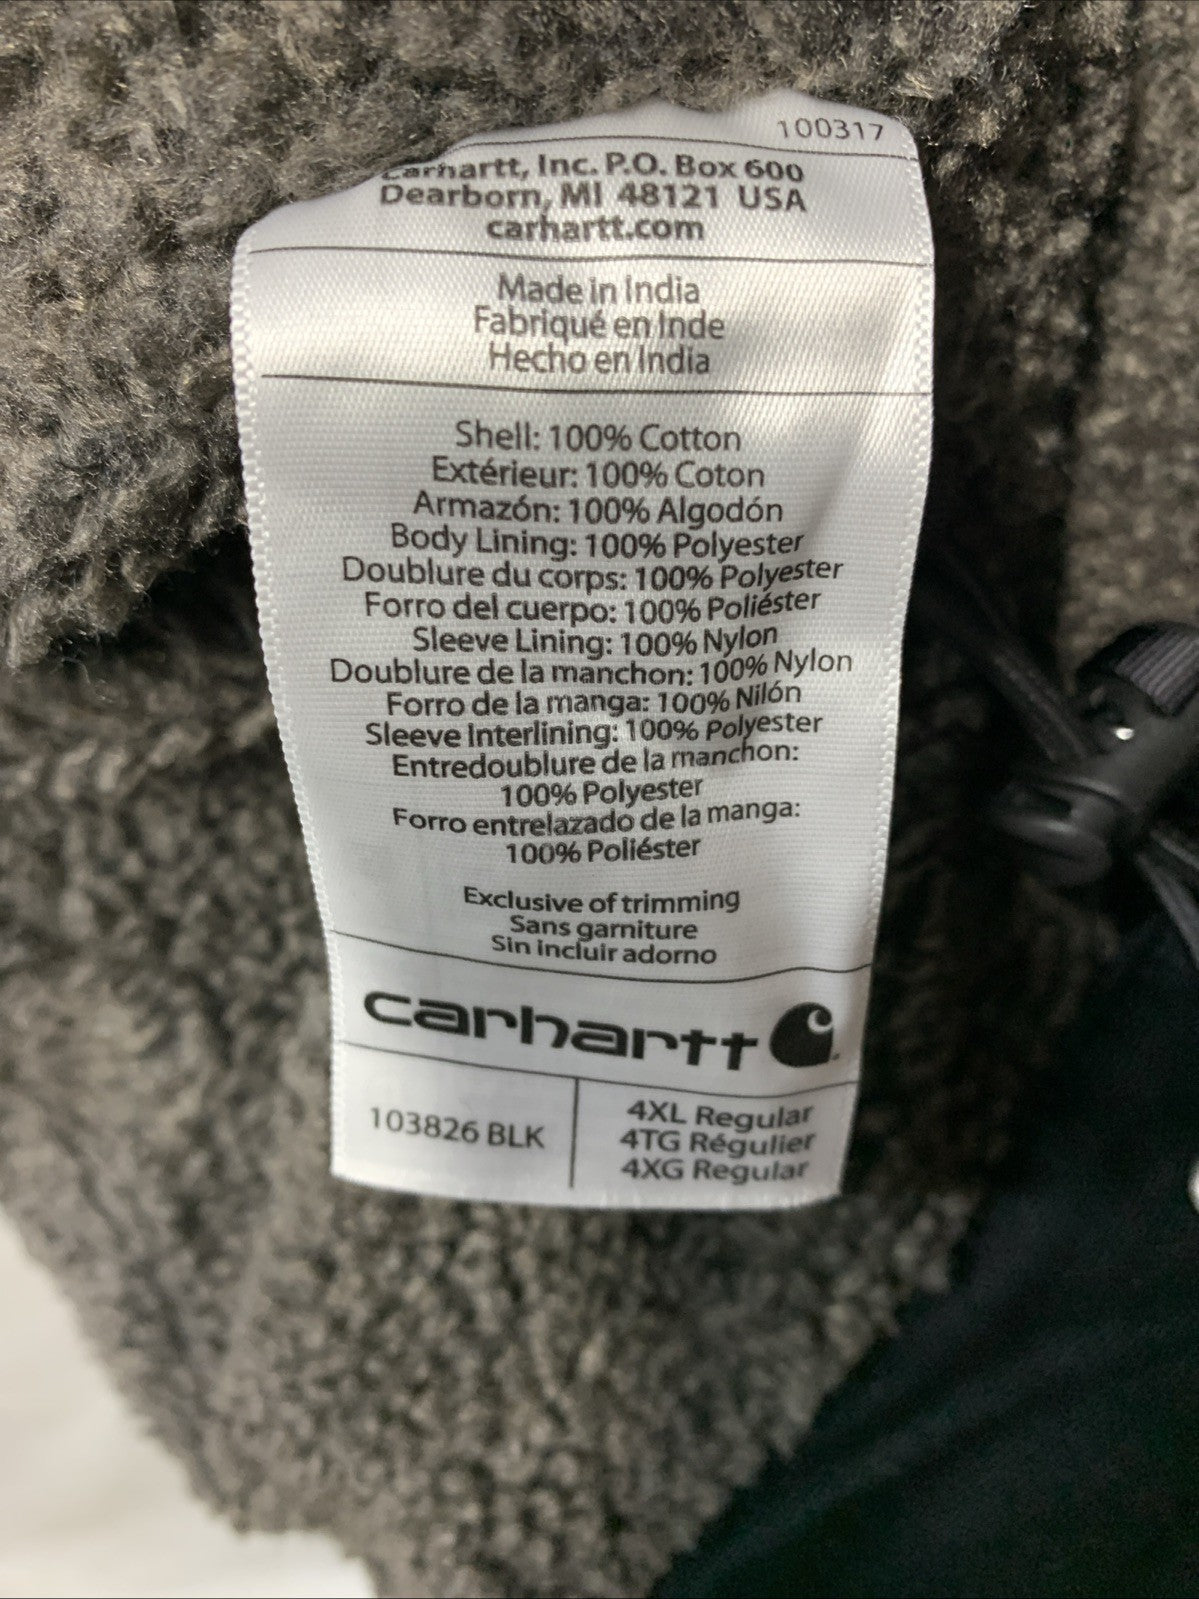 100317
Carhartt, Inc. P.O. Box 600
Dearborn, MI 48121 USA
carhartt.com
Made in India
Fabriqué en Inde
Hecho en India
Shell: 100% Cotton
Extérieur: 100% Coton
Armazón: 100% Algodón
Body Lining: 100% Polyester
Doublure du corps: 100% Polyester
Forro del cuerpo: 100% Poliéster
Sleeve Lining: 100% Nylon
Doublure de la manchon: 100% Nylon
Forro de la manga: 100% Nilón
Sleeve Interlining: 100% Polyester
Entredoublure de la manchon:
100% Polyester
Forro entrelazado de la manga:
100% Poliéster
Exclusive of trimming
Sans garniture
Sin incluir adorno
carhartt
103826 BLK
4XL Regular
4TG Régulier
4XG Regular